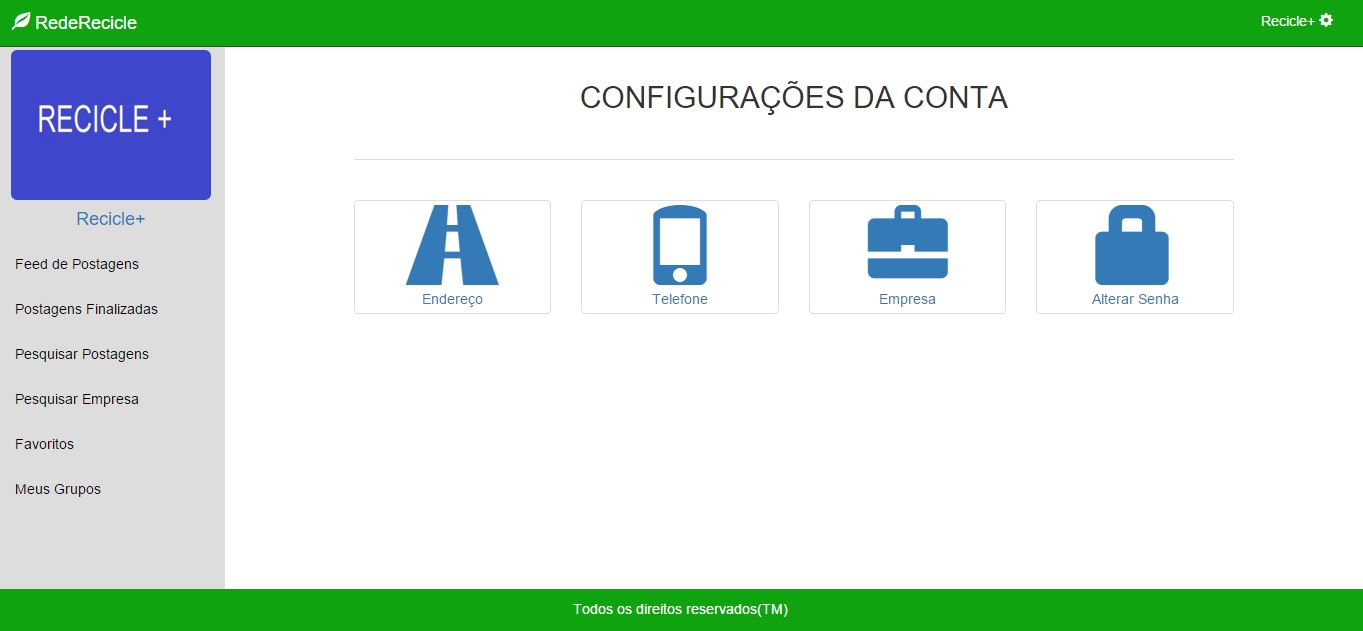 RedeRecicle
Recicle+
RECICLE +
Recicle+
Feed de Postagens
Postagens Finalizadas
Pesquisar Postagens
Pesquisar Empresa
Favoritos
Meus Grupos
CONFIGURAÇÕES DA CONTA
Endereço
Telefone
Empresa
Alterar Senha
Todos os direitos reservados(TM)